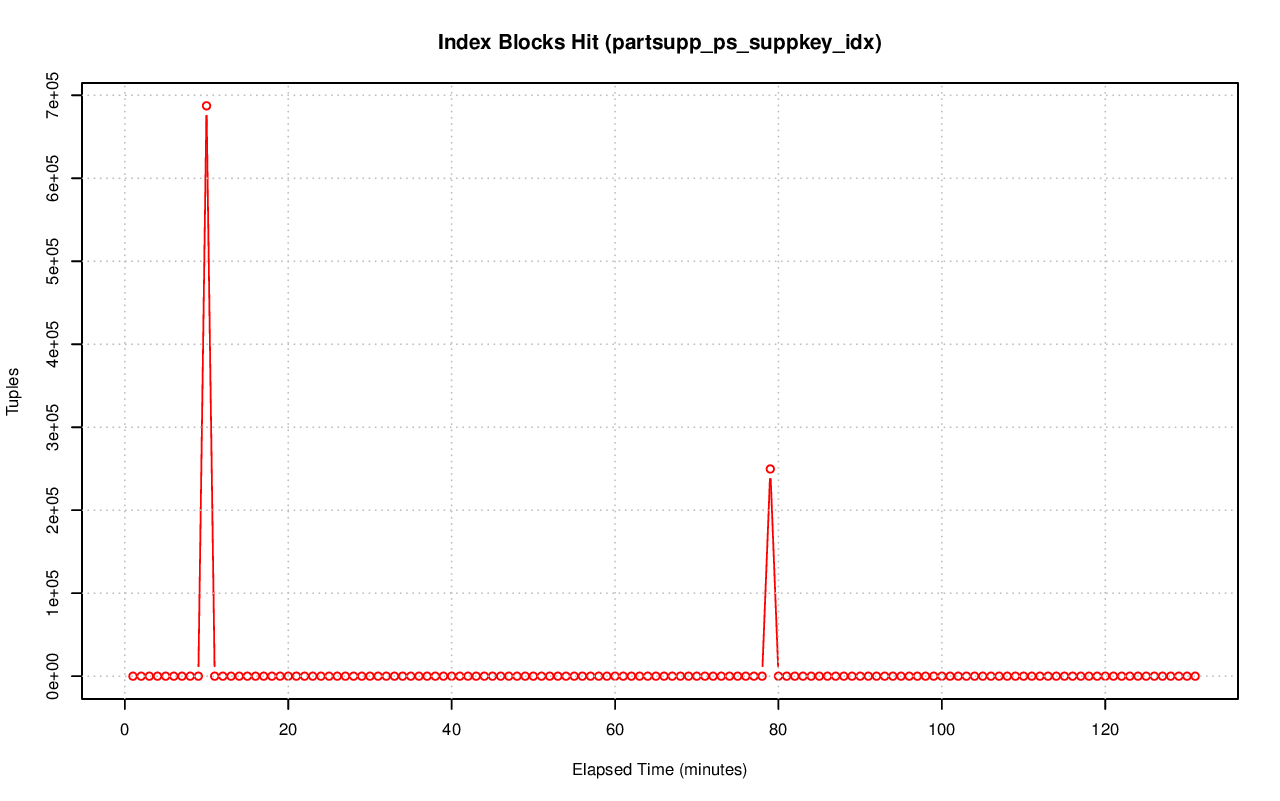 Index Blocks Hit (partsupp_ps_suppkey_idx)
7e+05
6e+05
5e+05
4e+05
3e+05
2e+05
1e+05
0e+00
Tuples
0 20 40 60 80 100 120
Elapsed Time (minutes)